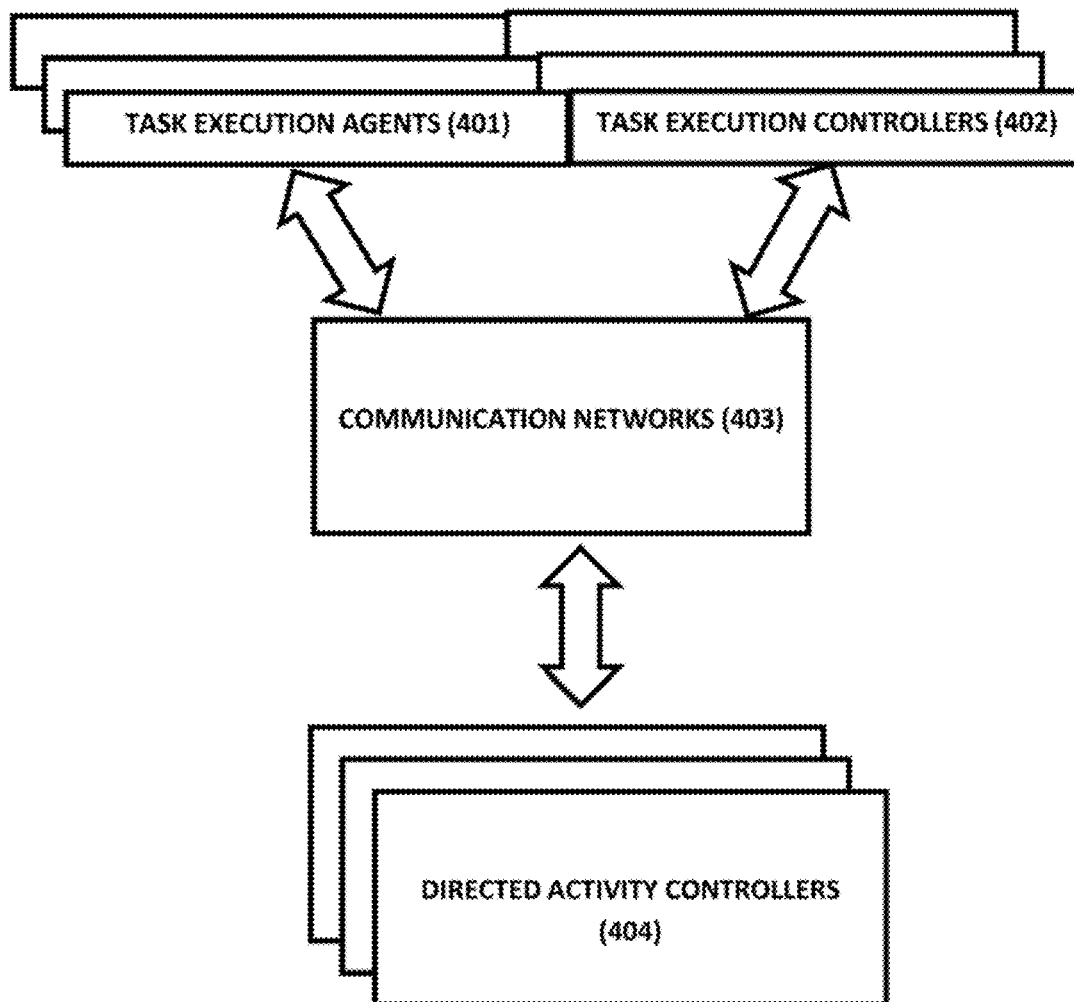 TASK EXECUTION AGENTS (401)
TASK EXECUTION CONTROLLERS (402)
COMMUNICATION NETWORKS (403)
DIRECTED ACTIVITY CONTROLLERS
(404)